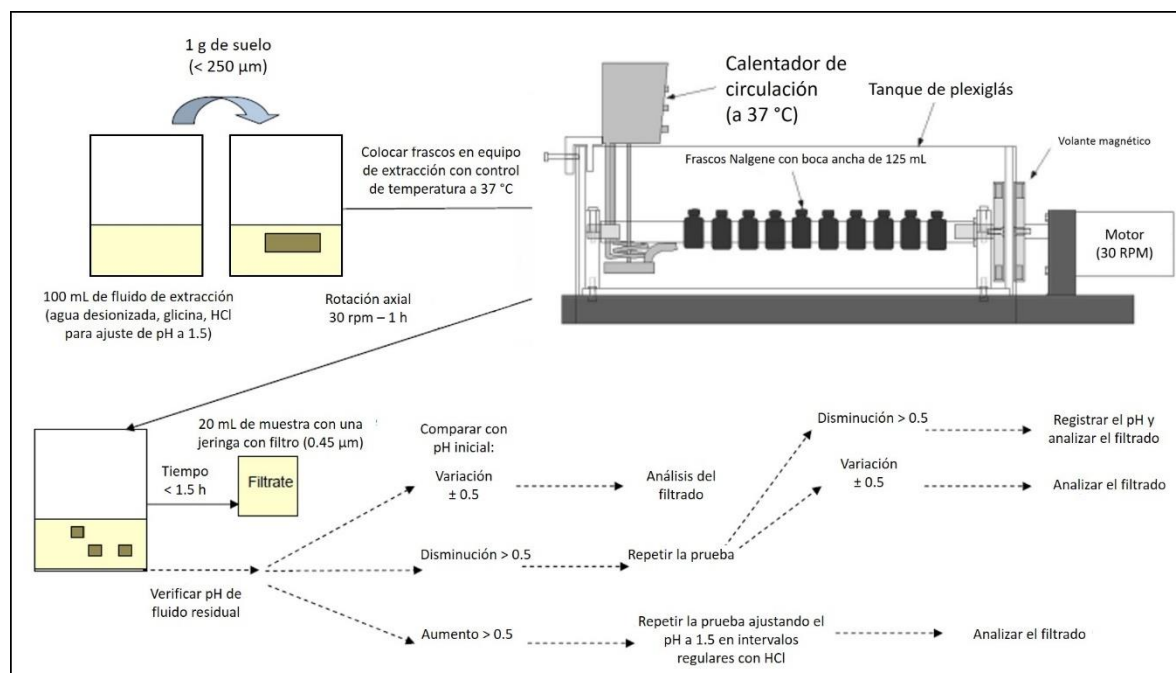 1 g de suelo
(< 250 µm)
Colocar frascos en equipo
de extracción con control
de temperatura a 37 °C
100 mL de fluido de extracción
(agua desionizada, glicina, HCl
para ajuste de pH a 1.5)
Rotación axial
30 rpm – 1 h
Calentador de
circulación
(a 37 °C)
Tanque de plexiglás
Volante magnético
Frascos Nalgene con boca ancha de 125 mL
Motor
(30 RPM)
20 mL de muestra con una
jeringa con filtro (0.45 µm)
Tiempo
< 1.5 h
Filtrate
Verificar pH de
fluido residual
Comparar con
pH inicial:
Variación
± 0.5
Análisis del
filtrado
Disminución > 0.5
Repetir la prueba
Disminución > 0.5
Registrar el pH y
analizar el filtrado
Variación
± 0.5
Analizar el filtrado
Aumento > 0.5
Repetir la prueba ajustando el
pH a 1.5 en intervalos
regulares con HCl
Analizar el filtrado